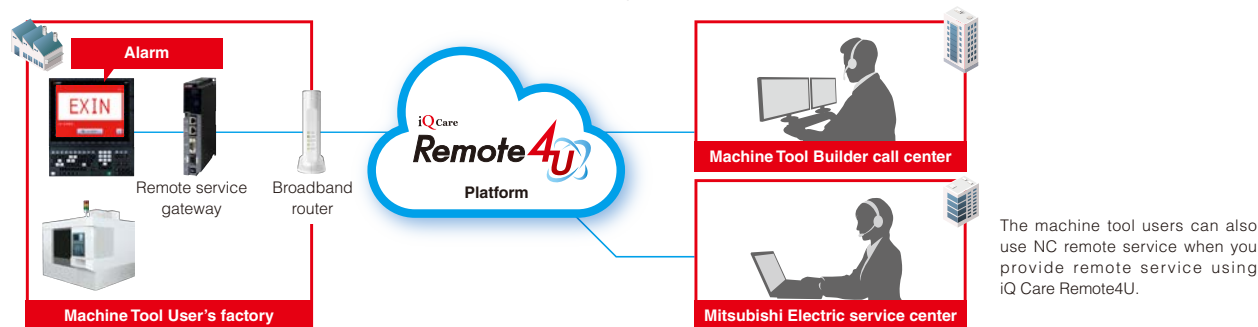 Alarm
EXIN
Remote service
gateway
Broadband
router
Machine Tool User's factory
iQ Care
Remote4U
Platform
Machine Tool Builder call center
Mitsubishi Electric service center
The machine tool users can also
use NC remote service when you
provide remote service using
iQ Care Remote4U.